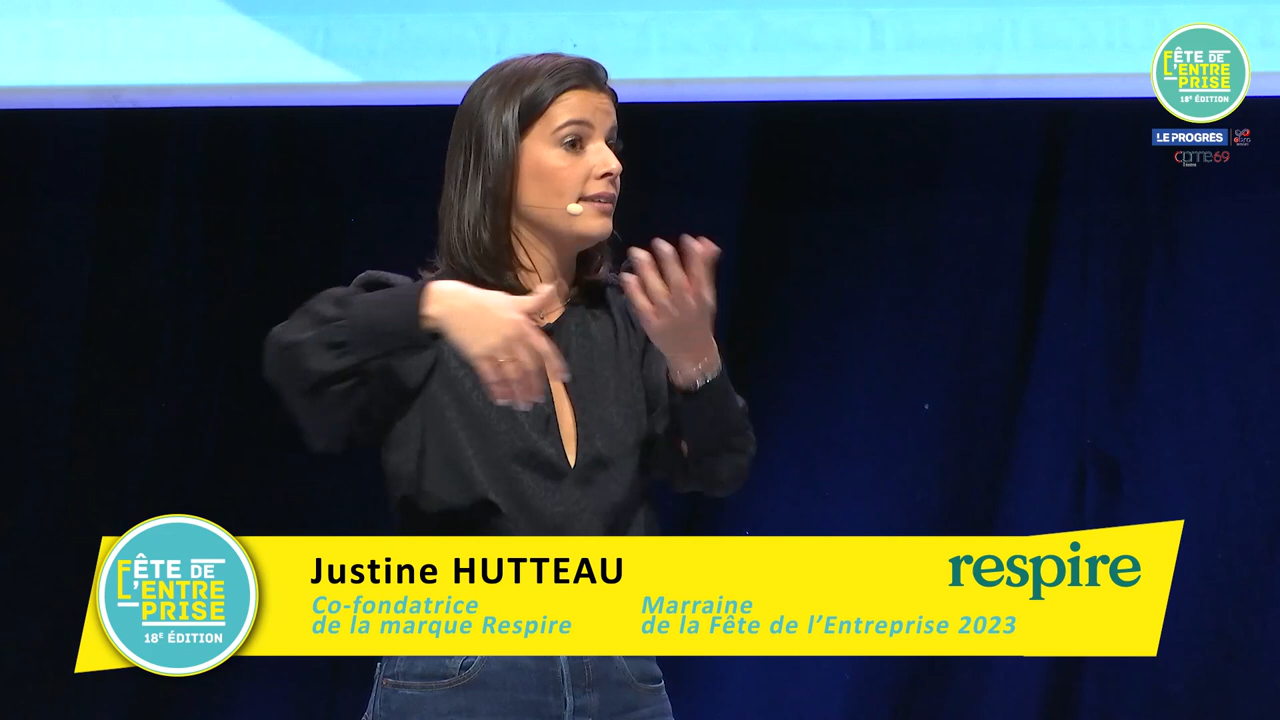 FÊTE DE
L'ENTRE
PRISE
18E ÉDITION
LE PROGRÈS
cpme69
Justine HUTTEAU
respire
Co-fondatrice
de la marque Respire
Marraine
de la Fête de l'Entreprise 2023
FÊTE DE
L'ENTRE
PRISE
18E ÉDITION